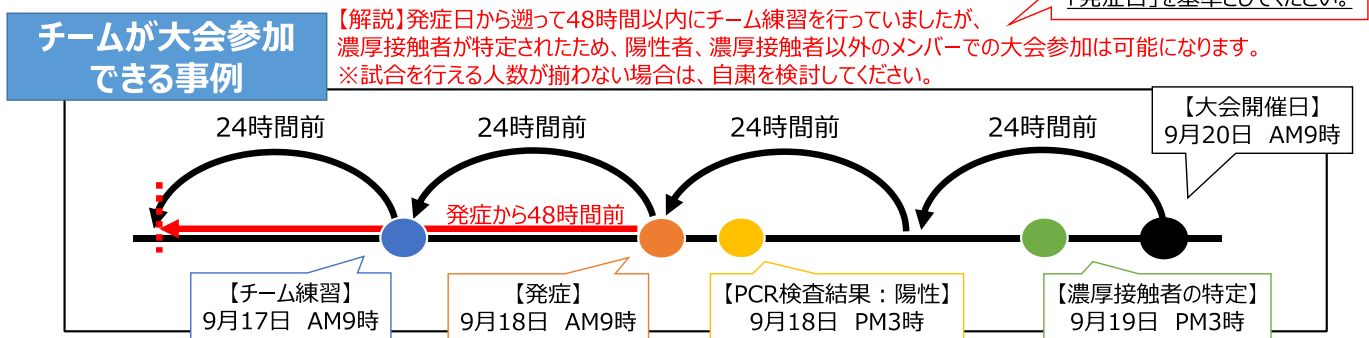 「発症日」を基準としてください。
チームが大会参加
できる事例
【解説】発症日から遡って48時間以内にチーム練習を行っていましたが、
濃厚接触者が特定されたため、陽性者、濃厚接触者以外のメンバーでの大会参加は可能になります。
※試合を行える人数が揃わない場合は、自粛を検討してください。
24時間前
24時間前
24時間前
24時間前
【大会開催日】
9月20日 AM9時
発症から48時間前
【チーム練習】
9月17日 AM9時
【発症】
9月18日 AM9時
【PCR検査結果：陽性】
9月18日 PM3時
【濃厚接触者の特定】
9月19日 PM3時